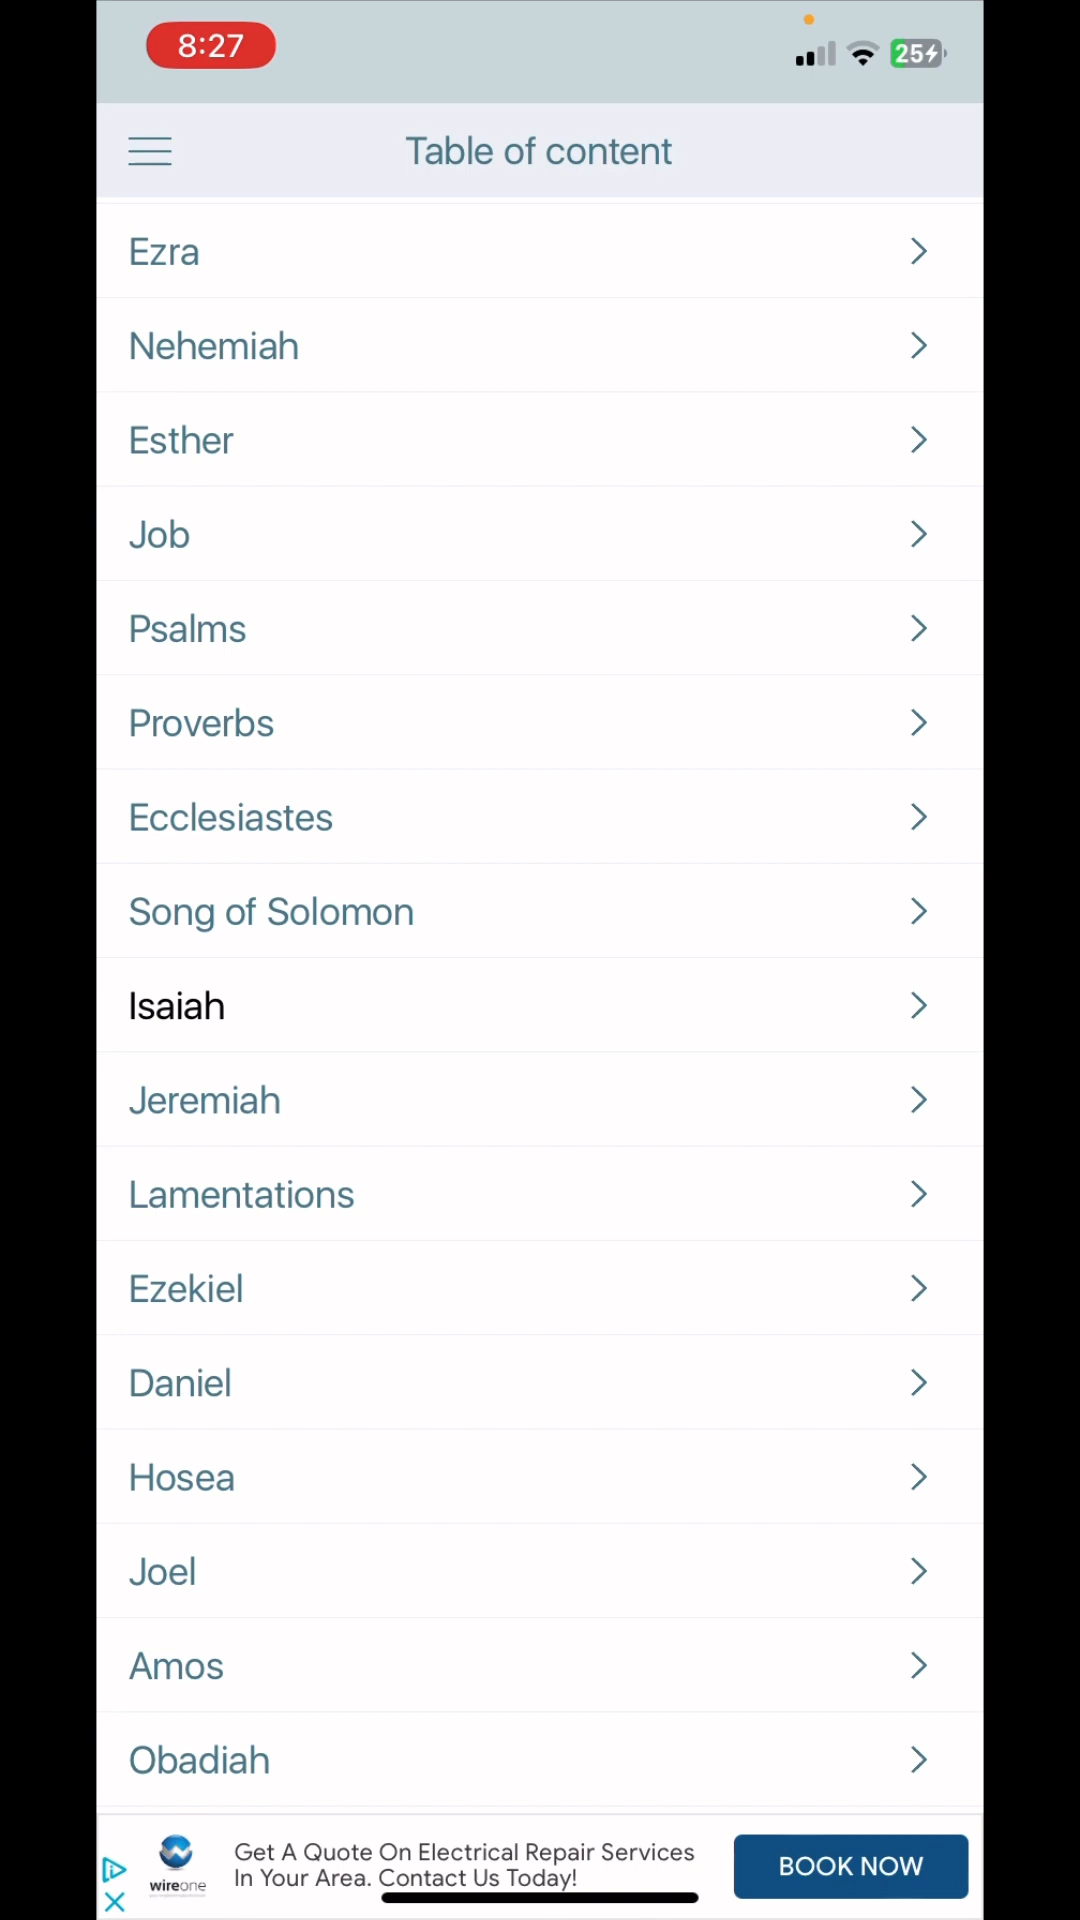 8:27
25
Table of content
Ezra
Nehemiah
Esther
Job
Psalms
Proverbs
Ecclesiastes
Song of Solomon
Isaiah
Jeremiah
Lamentations
Ezekiel
Daniel
Hosea
Joel
Amos
Obadiah
Get A Quote On Electrical Repair Services
In Your Area. Contact Us Today!
wireone
BOOK NOW